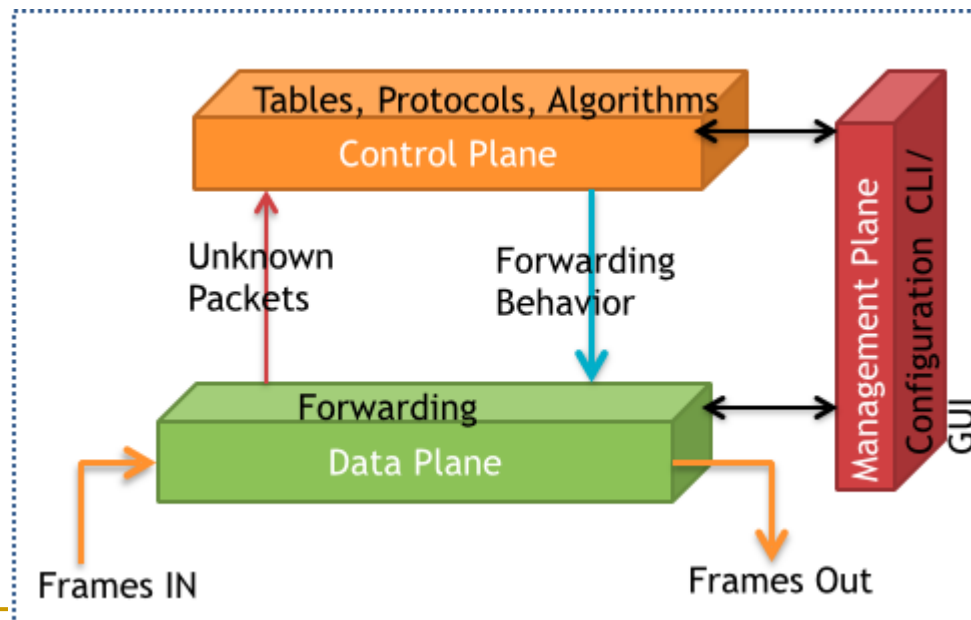 Tables, Protocols, Algorithms
Control Plane
Unknown
Packets
Forwarding
Behavior
Management Plane
Configuration CLI/
GUI
Forwarding
Data Plane
Frames IN
Frames Out